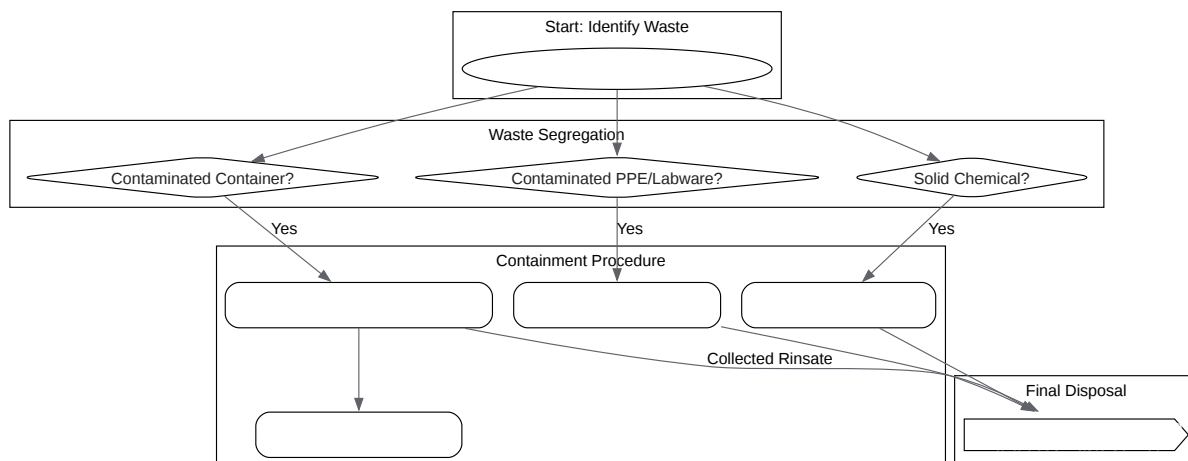 Start: Identify Waste
Waste Segregation
Contaminated Container?
Contaminated PPE/Labware?
Solid Chemical?
Yes
Yes
Yes
Containment Procedure
Collected Rinsate
Final Disposal